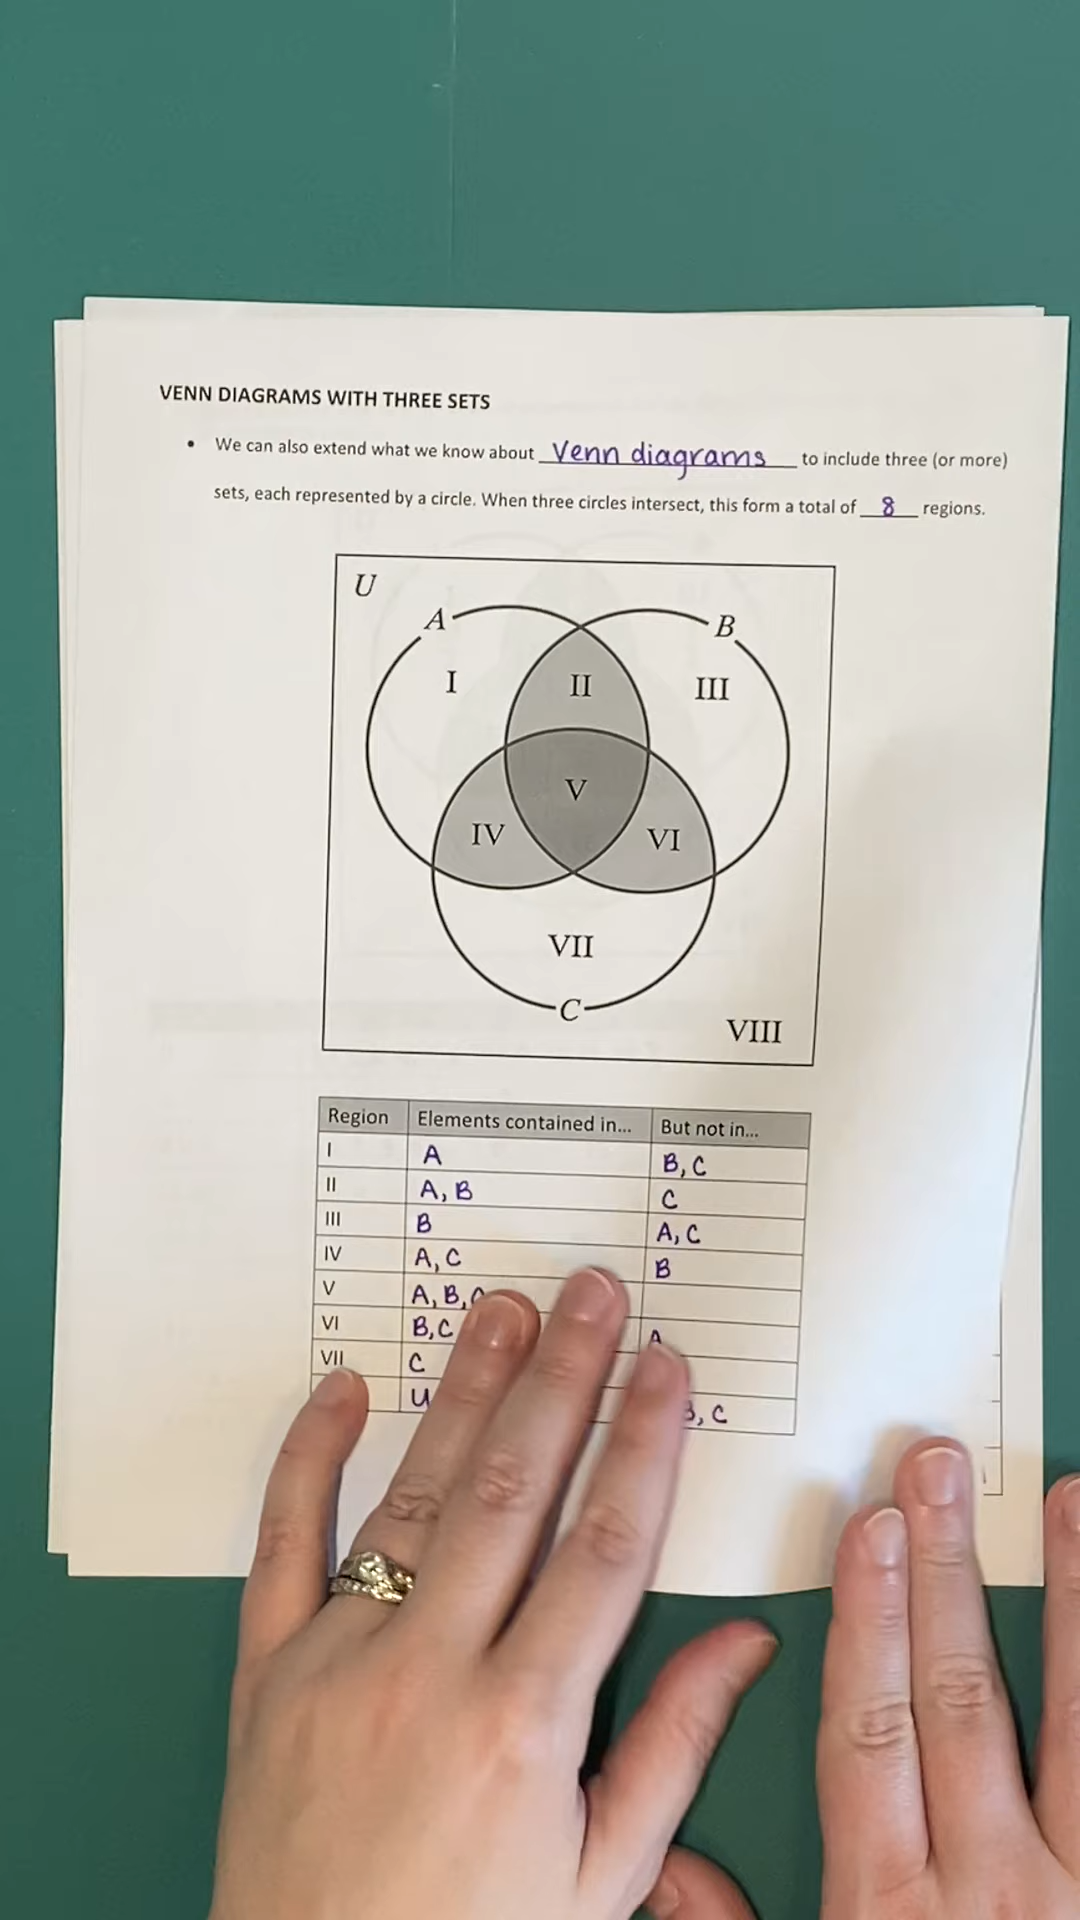 VENN DIAGRAMS WITH THREE SETS
• We can also extend what we know about Venn diagrams to include three (or more)
sets, each represented by a circle. When three circles intersect, this form a total of 8 regions.
U
A B
I II III
V
IV VI
VII
C
VIII
Region Elements contained in... But not in...
I A B, C
II A, B C
III B A, C
IV A, C B
V A, B,
VI B,C A
VII C
U B, C